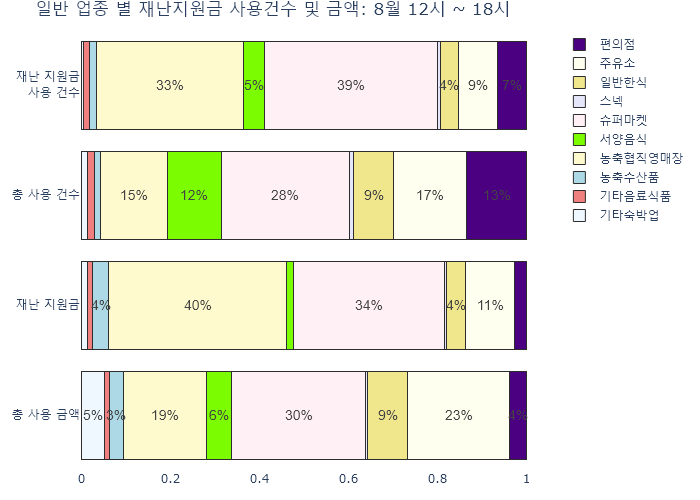 일반 업종 별 재난지원금 사용건수 및 금액: 8월 12시 ~ 18시
재난 지원금
사용 건수
33%
5%
39%
4%
9%
7%
총 사용 건수
15%
12%
28%
9%
17%
13%
재난 지원금
4%
40%
34%
4%
11%
총 사용 금액
5%
3%
19%
6%
30%
9%
23%
4%
0
0.2
0.4
0.6
0.8
1
편의점
주유소
일반한식
스넥
슈퍼마켓
서양음식
농축협직영매장
농축수산품
기타음료식품
기타숙박업